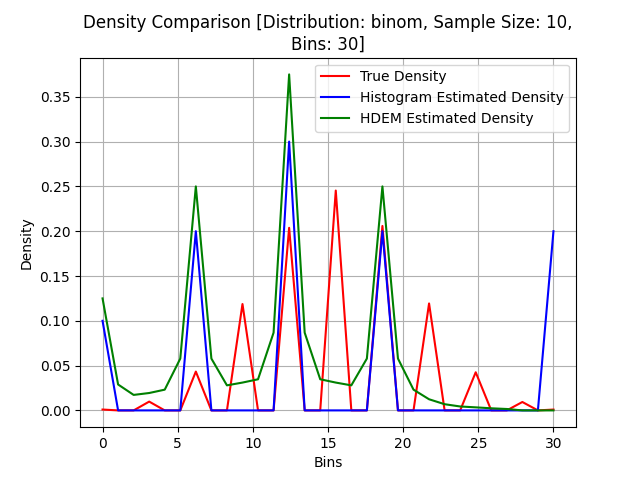 Density Comparison [Distribution: binom, Sample Size: 10,
Bins: 30]
True Density
Histogram Estimated Density
HDEM Estimated Density
Density
0.35
0.30
0.25
0.20
0.15
0.10
0.05
0.00
0 5 10 15 20 25 30
Bins